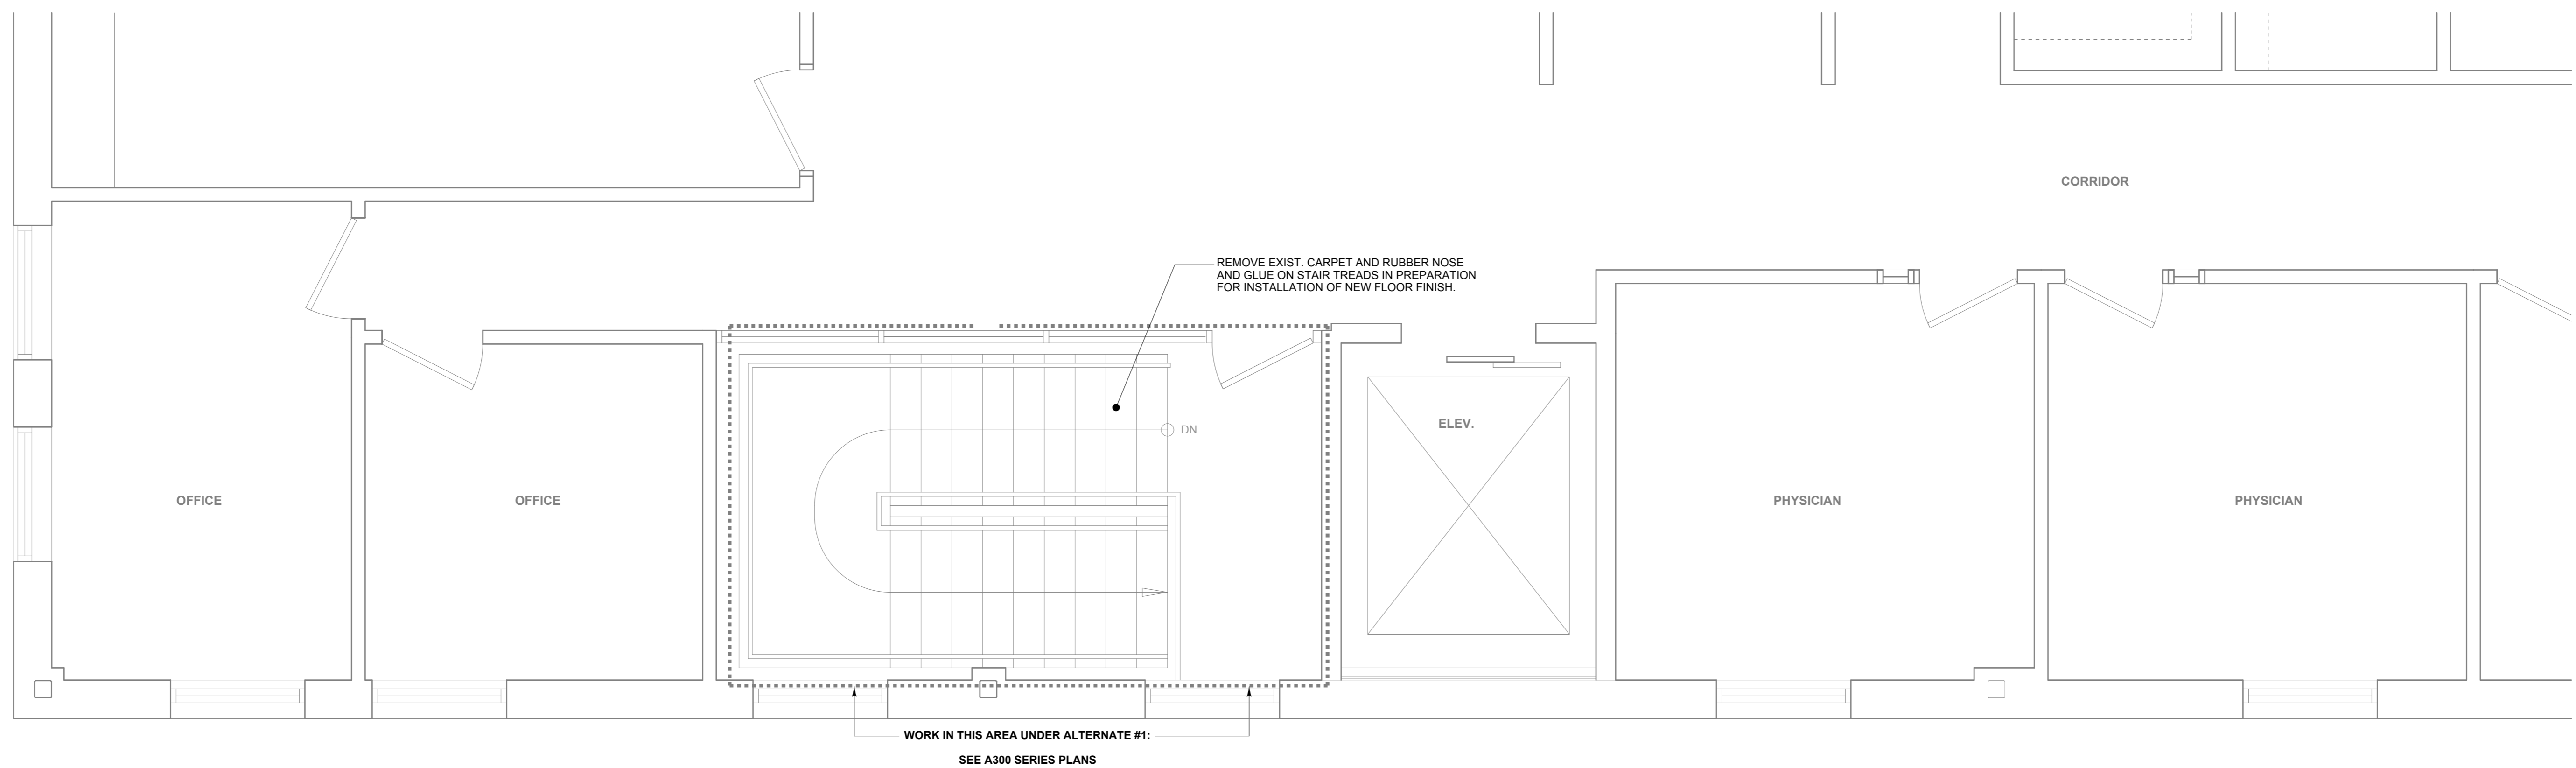 CORRIDOR
REMOVE EXIST. CARPET AND RUBBER NOSE
AND GLUE ON STAIR TREADS IN PREPARATION
FOR INSTALLATION OF NEW FLOOR FINISH.
ELEV.
DN
OFFICE
OFFICE
PHYSICIAN
PHYSICIAN
WORK IN THIS AREA UNDER ALTERNATE #1:
SEE A300 SERIES PLANS